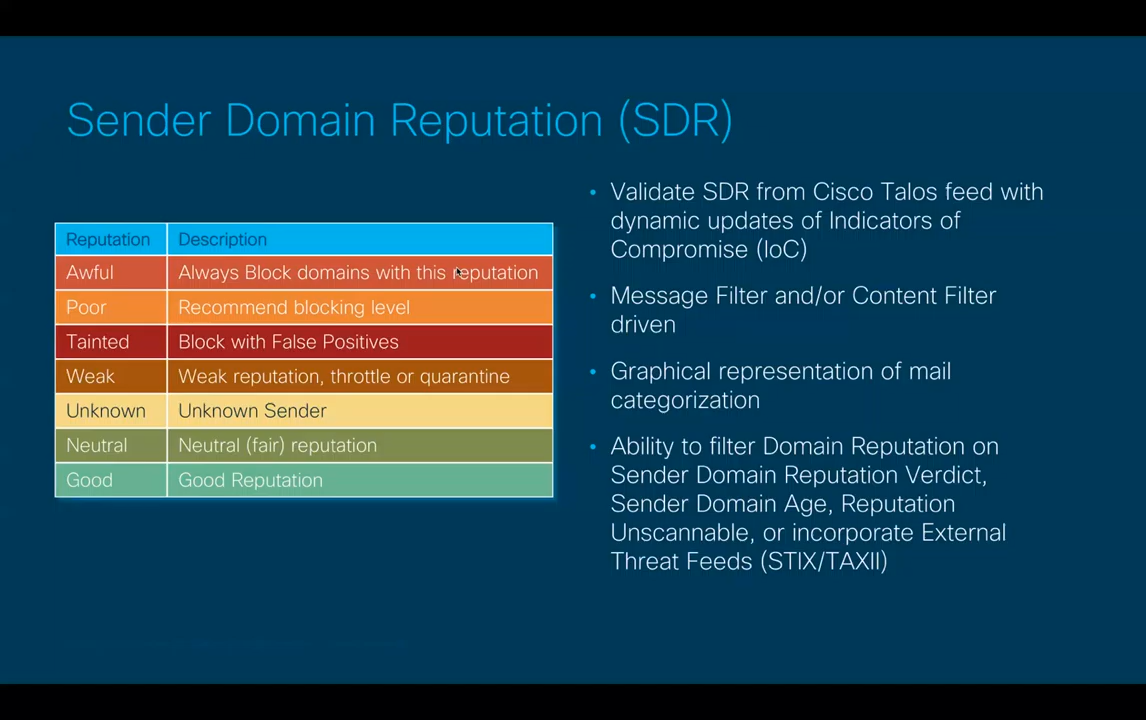 Sender Domain Reputation (SDR)
Reputation Description
Awful Always Block domains with this reputation
Poor Recommend blocking level
Tainted Block with False Positives
Weak Weak reputation, throttle or quarantine
Unknown Unknown Sender
Neutral Neutral (fair) reputation
Good Good Reputation
• Validate SDR from Cisco Talos feed with
dynamic updates of Indicators of
Compromise (IoC)
• Message Filter and/or Content Filter
driven
• Graphical representation of mail
categorization
• Ability to filter Domain Reputation on
Sender Domain Reputation Verdict,
Sender Domain Age, Reputation
Unscannable, or incorporate External
Threat Feeds (STIX/TAXII)